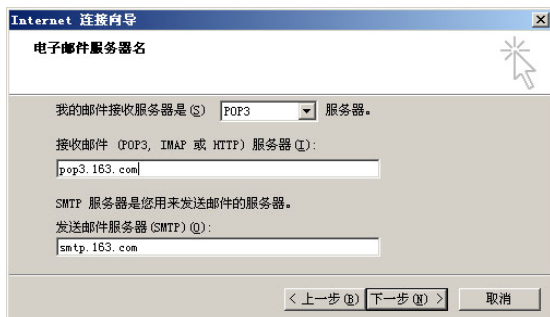 Internet 连接向导
电子邮件服务器名
我的邮件接收服务器是(S) POP3 服务器。
接收邮件 (POP3, IMAP 或 HTTP) 服务器(I):
pop3.163.com
SMTP 服务器是您用来发送邮件的服务器。
发送邮件服务器(SMTP)(O):
smtp.163.com
< 上一步(B) 下一步(N) > 取消